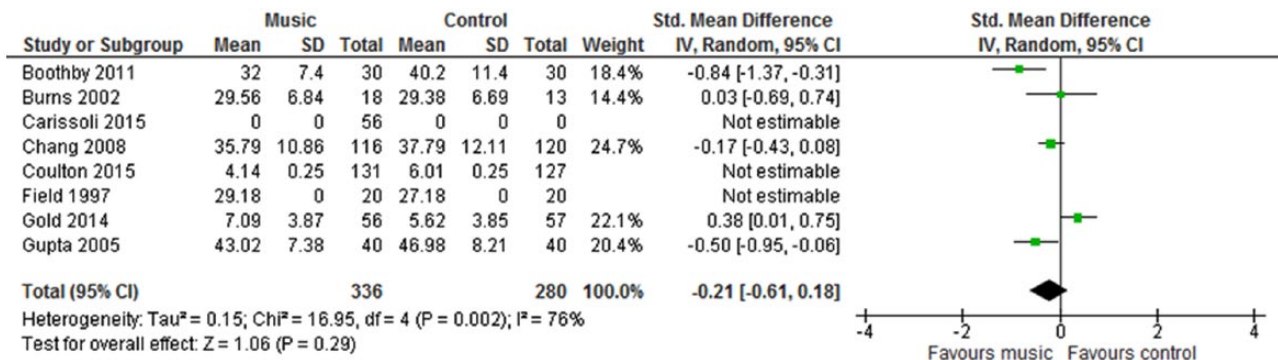 Music Control Std. Mean Difference Std. Mean Difference
Study or Subgroup Mean SD Total Mean SD Total Weight IV, Random, 95% CI IV, Random, 95% CI
Boothby 2011 32 7.4 30 40.2 11.4 30 18.4% -0.84 [-1.37, -0.31]
Burns 2002 29.56 6.84 18 29.38 6.69 13 14.4% 0.03 [-0.69, 0.74]
Carissoli 2015 0 0 56 0 0 0 Not estimable
Chang 2008 35.79 10.86 116 37.79 12.11 120 24.7% -0.17 [-0.43, 0.08]
Coulton 2015 4.14 0.25 131 6.01 0.25 127 Not estimable
Field 1997 29.18 0 20 27.18 0 20 Not estimable
Gold 2014 7.09 3.87 56 5.62 3.85 57 22.1% 0.38 [0.01, 0.75]
Gupta 2005 43.02 7.38 40 46.98 8.21 40 20.4% -0.50 [-0.95, -0.06]
Total (95% CI) 336 280 100.0% -0.21 [-0.61, 0.18]
Heterogeneity: Tau² = 0.15; Chi² = 16.95, df = 4 (P = 0.002); I² = 76%
Test for overall effect: Z = 1.06 (P = 0.29)
-4 -2 0 2 4
Favours music Favours control